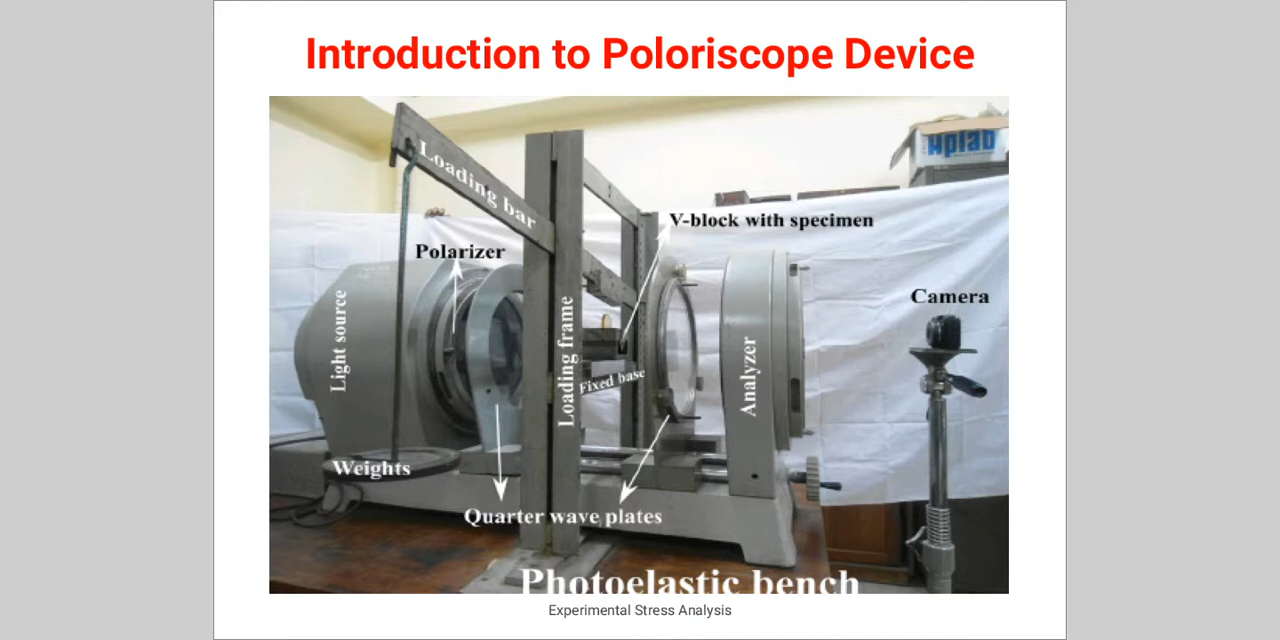 Introduction to Poloriscope Device
Loading bar
Hplab
V-block with specimen
Polarizer
Camera
Light source
Loading frame
Fixed base
Analyzer
Weights
Quarter wave plates
Photoelastic bench
Experimental Stress Analysis